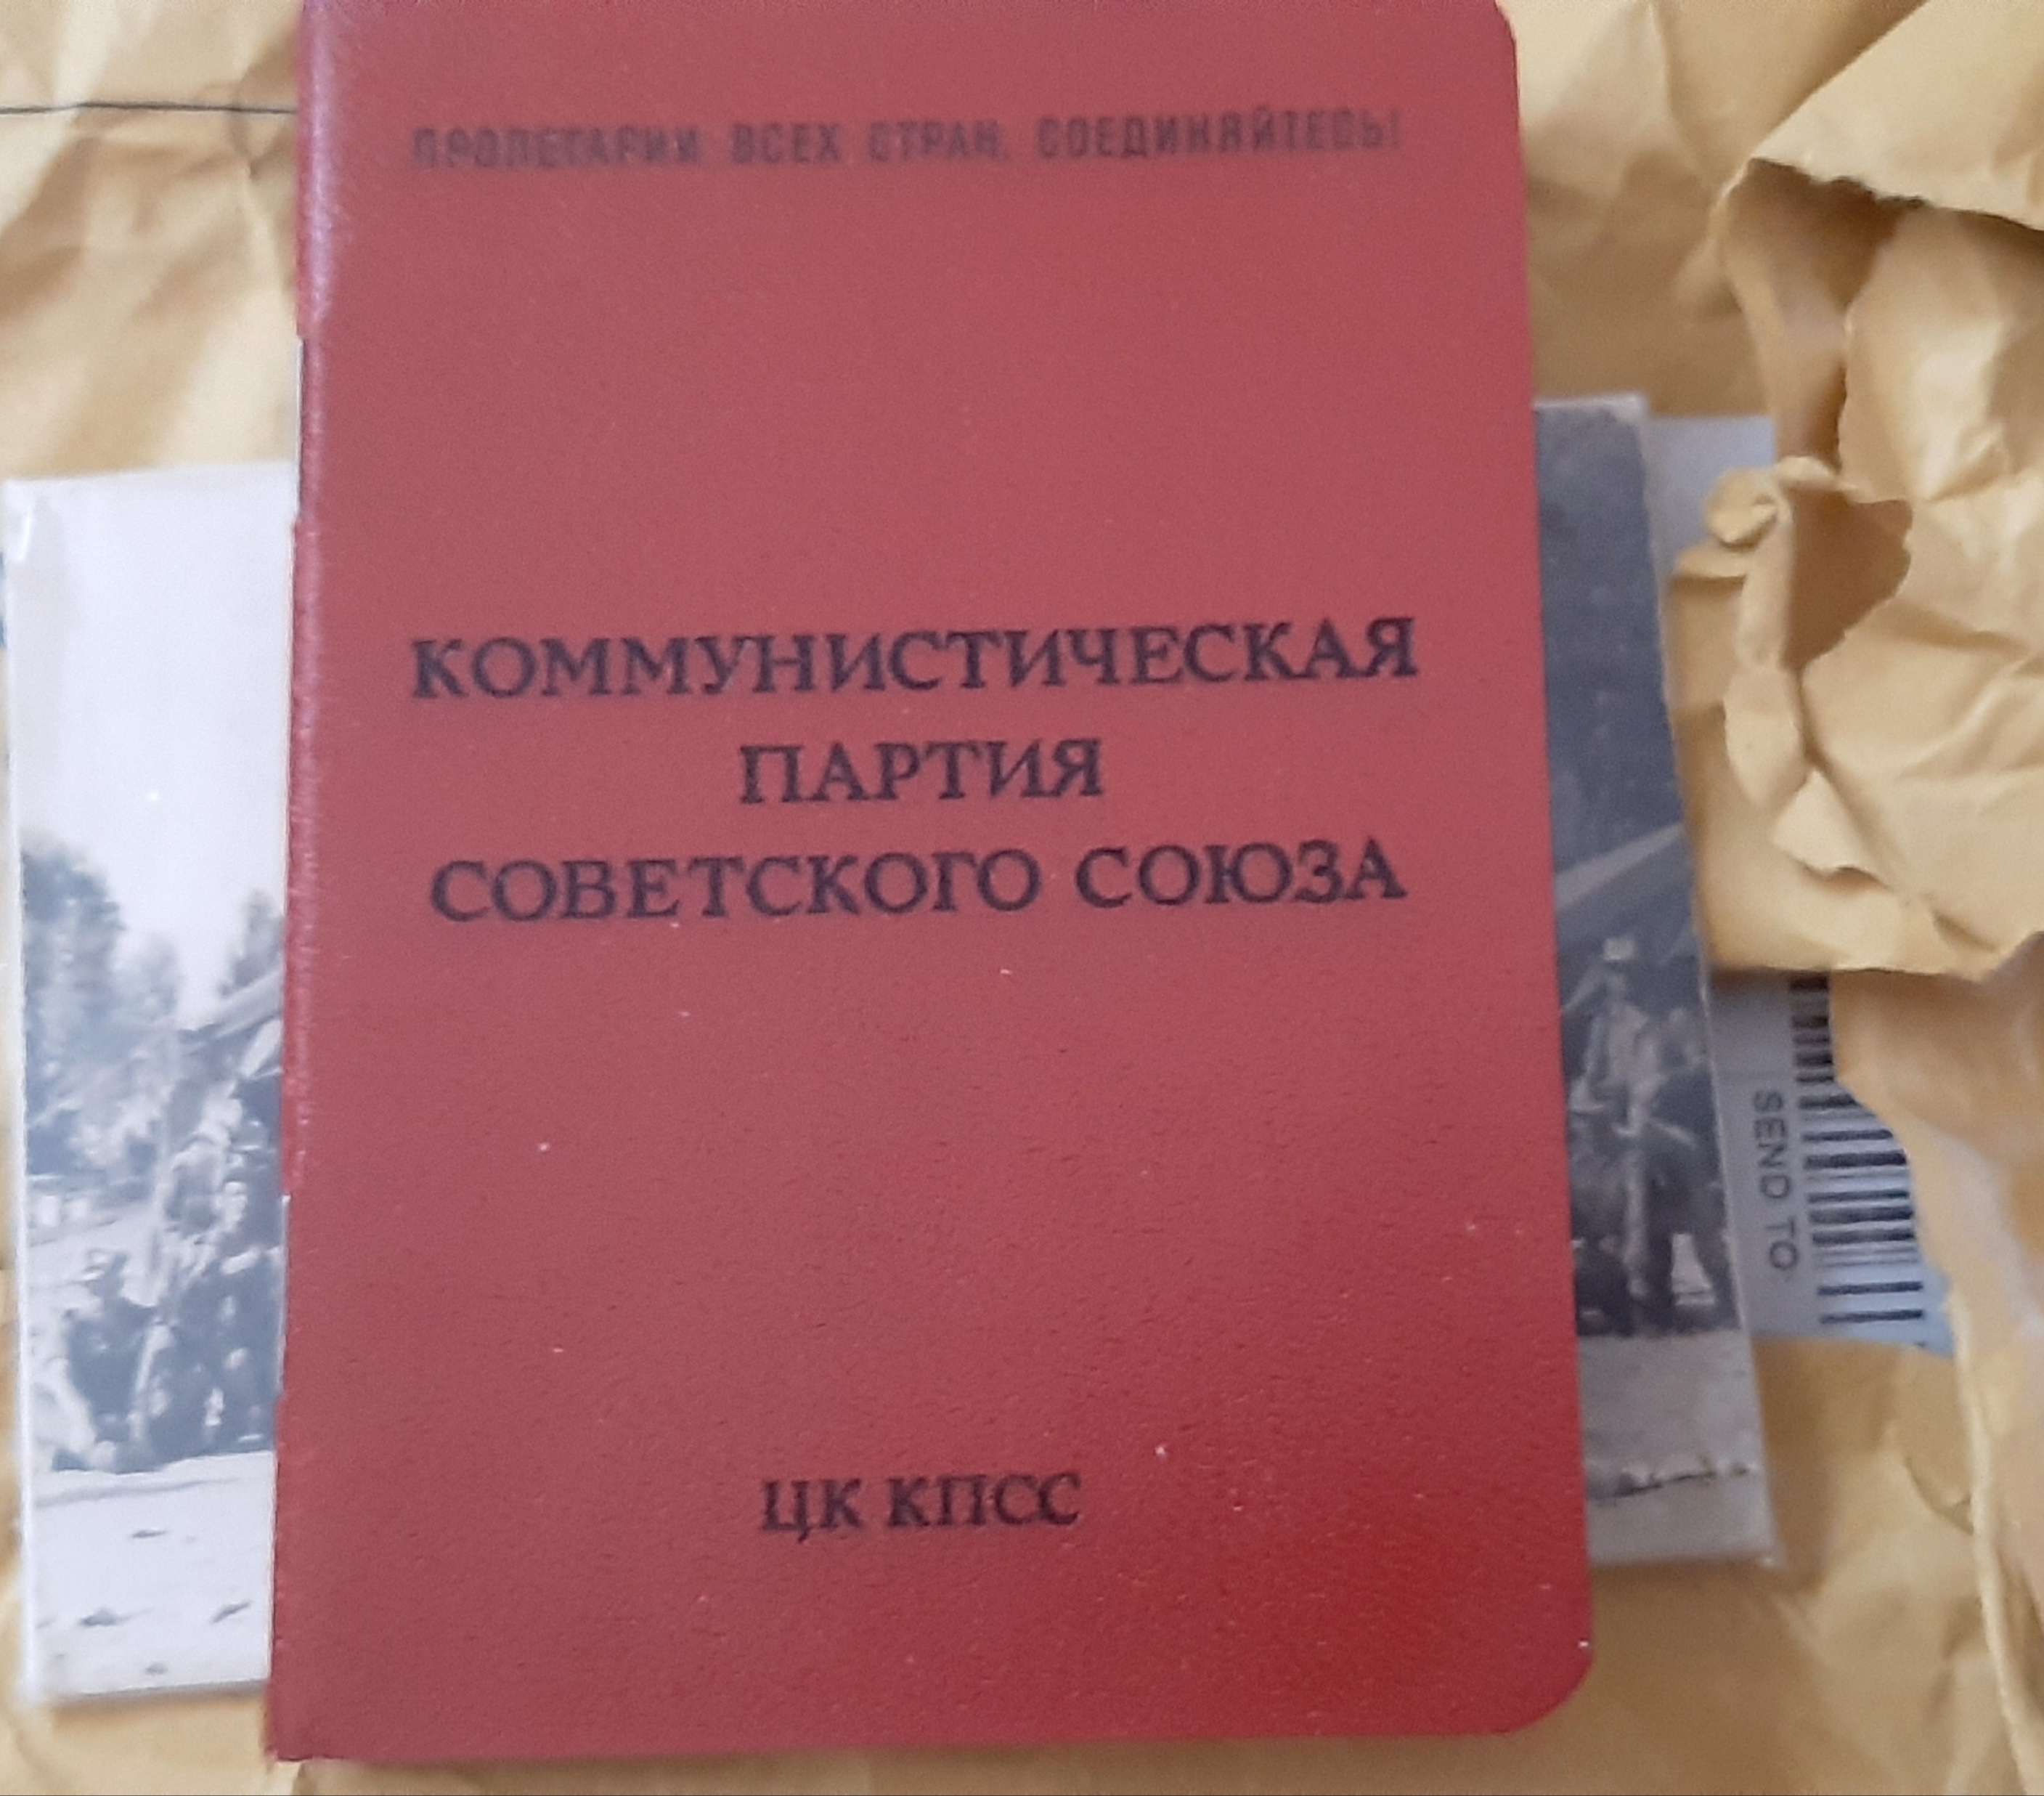 ПРОЛЕТАРИИ ВСЕХ СТРАН, СОЕДИНЯЙТЕСЬ!
КОММУНИСТИЧЕСКАЯ
ПАРТИЯ
СОВЕТСКОГО СОЮЗА
ЦК КПСС
SEND TO